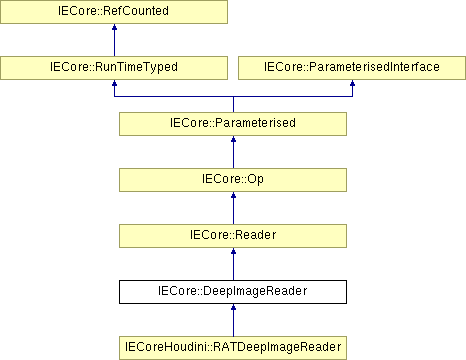 IECore::RefCounted
IECore::RunTimeTyped
IECore::ParameterisedInterface
IECore::Parameterised
IECore::Op
IECore::Reader
IECore::DeepImageReader
IECoreHoudini::RATDeepImageReader